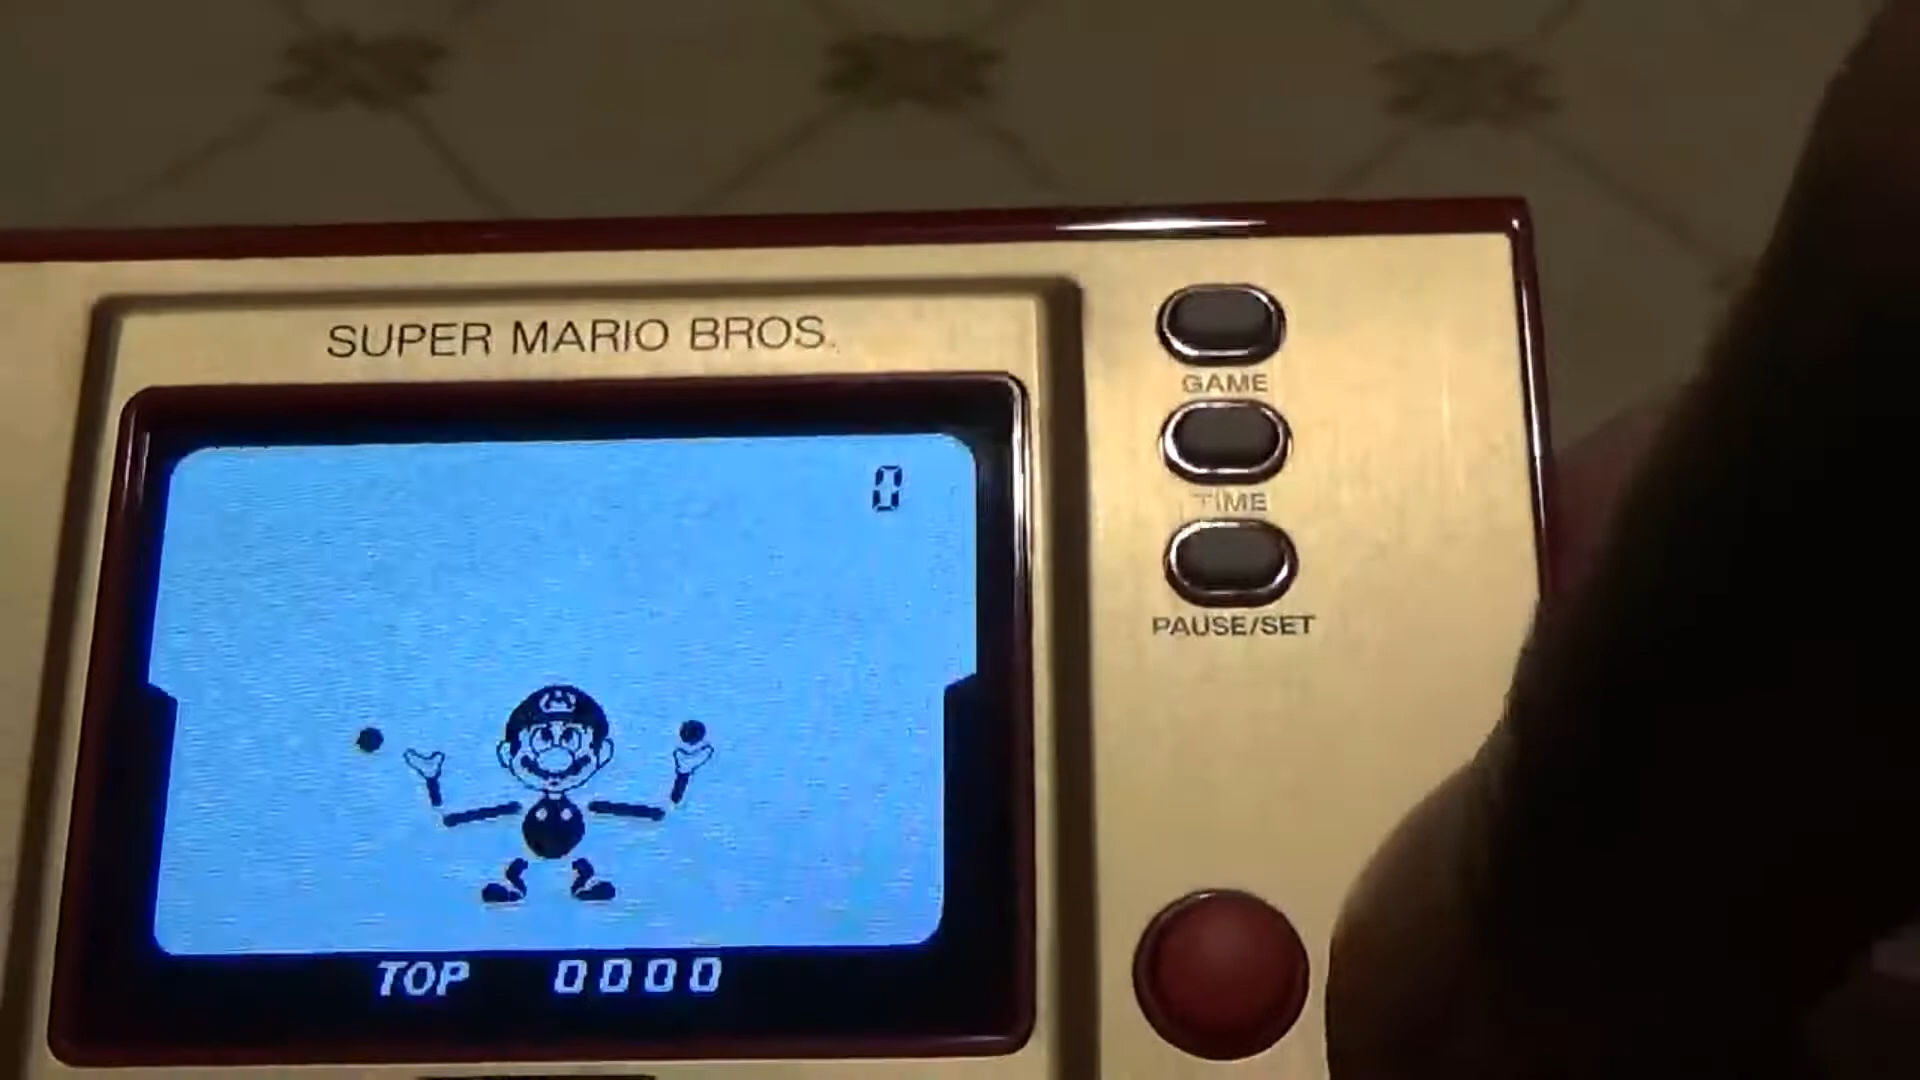 SUPER MARIO BROS.
0
GAME
TIME
PAUSE/SET
TOP 0000
M